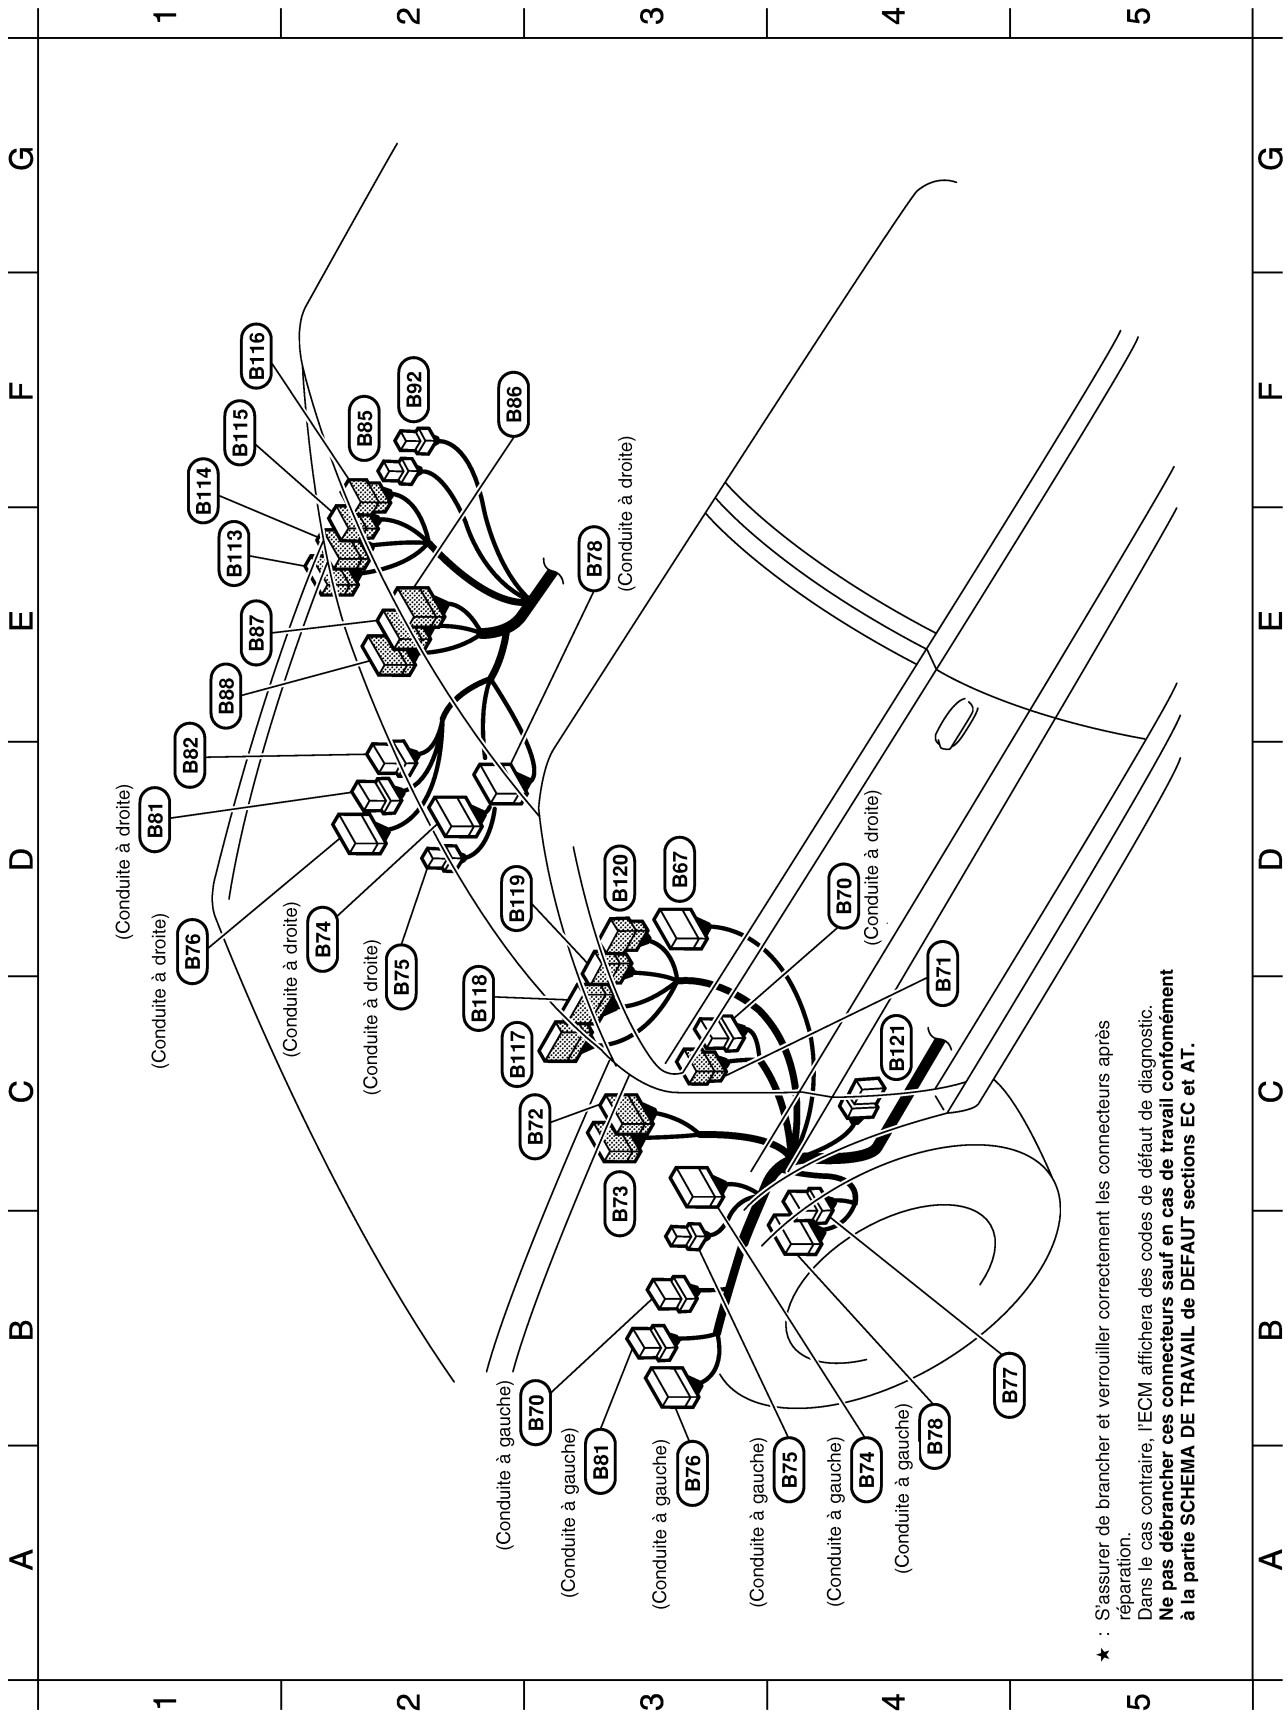 A
B
C
D
E
F
G
1
2
3
4
5
(Conduite à droite)
B81
(Conduite à droite)
B76
B82
B88
B87
B113
B114
B115
B116
(Conduite à droite)
B74
(Conduite à droite)
B75
B85
B92
B86
B78
(Conduite à droite)
B118
B117
B119
B120
B67
B72
B73
B70
(Conduite à droite)
B71
B121
(Conduite à gauche)
B70
(Conduite à gauche)
B81
(Conduite à gauche)
B76
(Conduite à gauche)
B75
(Conduite à gauche)
B74
(Conduite à gauche)
B78
B77
★ : S'assurer de brancher et verrouiller correctement les connecteurs après
réparation.
Dans le cas contraire, l'ECM affichera des codes de défaut de diagnostic.
Ne pas débrancher ces connecteurs sauf en cas de travail confomément
à la partie SCHEMA DE TRAVAIL de DEFAUT sections EC et AT.
1
2
3
4
5
A
B
C
D
E
F
G